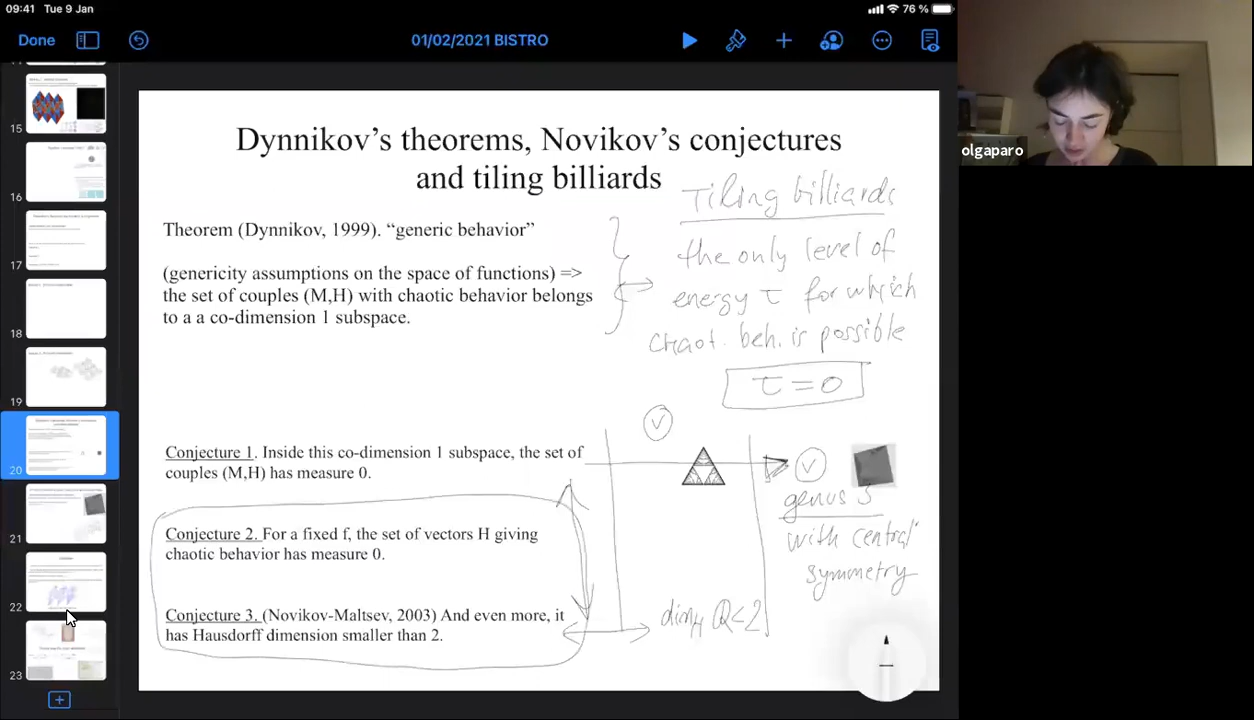 09:41 Tue 9 Jan
76 %
Done
01/02/2021 BISTRO
olgaparo
15
16
17
18
19
20
21
22
23
Dynnikov's theorems, Novikov's conjectures
and tiling billiards
Theorem (Dynnikov, 1999). “generic behavior”
(genericity assumptions on the space of functions) =>
the set of couples (M,H) with chaotic behavior belongs
to a a co-dimension 1 subspace.
Tiling billiards
the only level of
energy τ for which
chaot. beh. is possible
τ = 0
Conjecture 1. Inside this co-dimension 1 subspace, the set of
couples (M,H) has measure 0.
Conjecture 2. For a fixed f, the set of vectors H giving
chaotic behavior has measure 0.
Conjecture 3. (Novikov-Maltsev, 2003) And even more, it
has Hausdorff dimension smaller than 2.
genus 3
with central
symmetry
dim_H R < 2